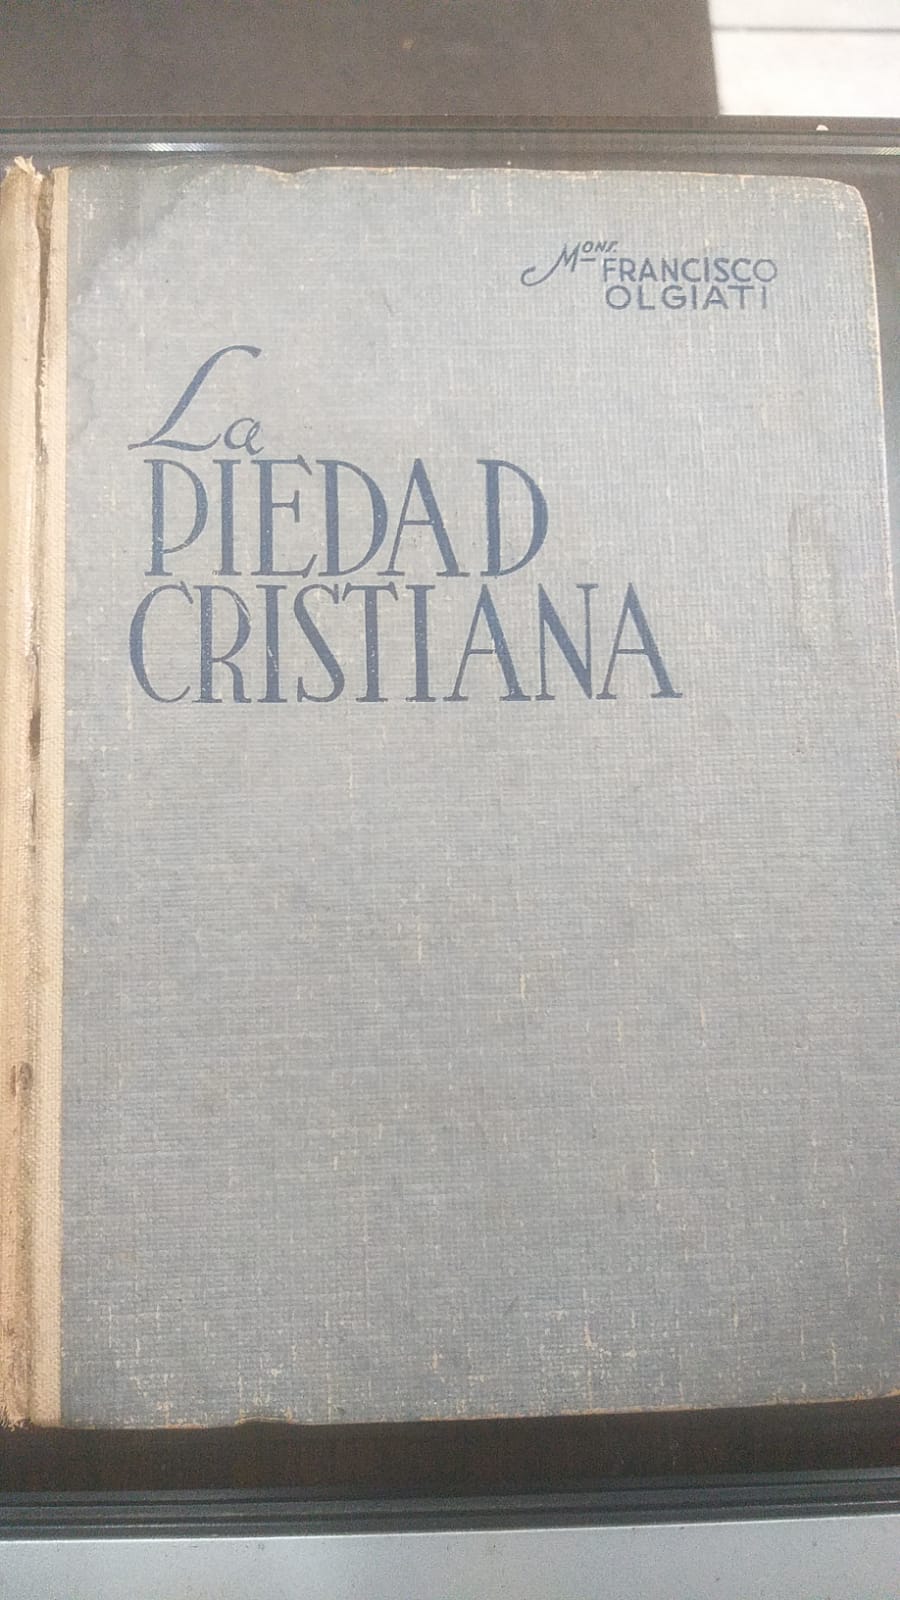 Mons. FRANCISCO
OLGIATI
La
PIEDAD
CRISTIANA